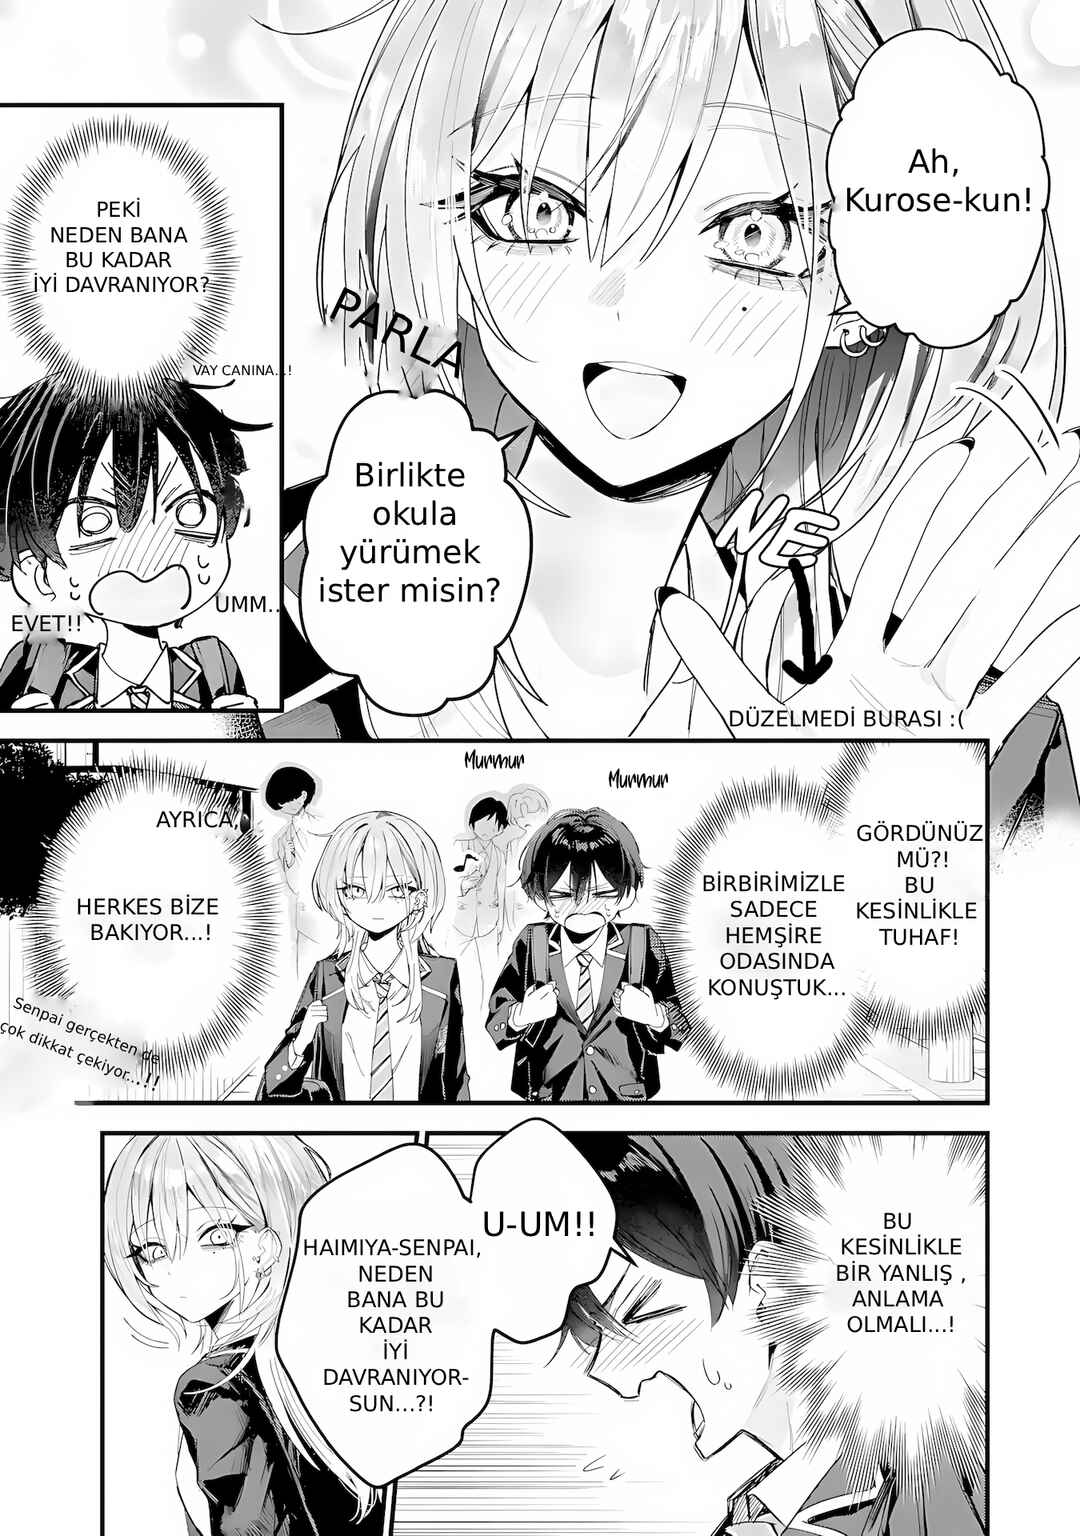 Ah,
Kurose-kun!
PARLA
Birlikte
okula
yürümek
ister misin?
NE
DÜZELMEDİ BURASI :(
PEKİ
NEDEN BANA
BU KADAR
İYİ DAVRANIYOR?
VAY CANINA...!
UMM..
EVET!!
GÖRDÜNÜZ
MÜ?!
BU
KESİNLİKLE
TUHAF!
BİRBİRİMİZLE
SADECE
HEMŞİRE
ODASINDA
KONUŞTUK...
Murmur
Murmur
AYRICA,
HERKES BİZE
BAKIYOR...!
Senpai gerçekten de
çok dikkat çekiyor...!!
BU
KESİNLİKLE
BİR YANLIŞ ,
ANLAMA
OLMALI...!
U-UM!!
HAIMIYA-SENPAI,
NEDEN
BANA BU
KADAR
İYİ
DAVRANIYOR-
SUN...?!